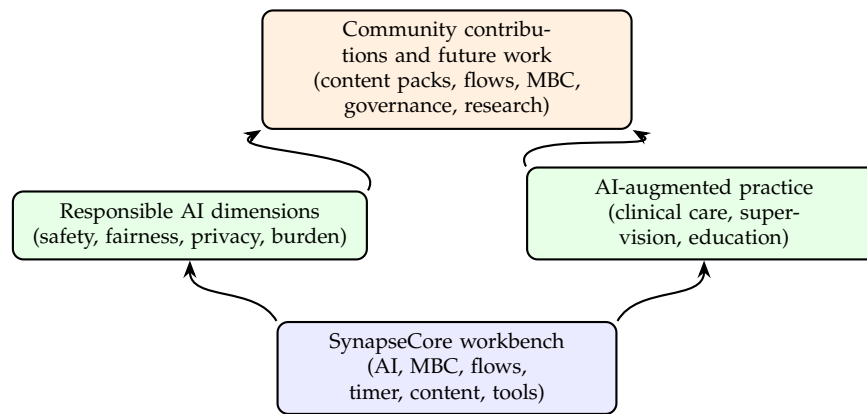 Community contribu-
tions and future work
(content packs, flows, MBC,
governance, research)
Responsible AI dimensions
(safety, fairness, privacy, burden)
AI-augmented practice
(clinical care, super-
vision, education)
SynapseCore workbench
(AI, MBC, flows,
timer, content, tools)